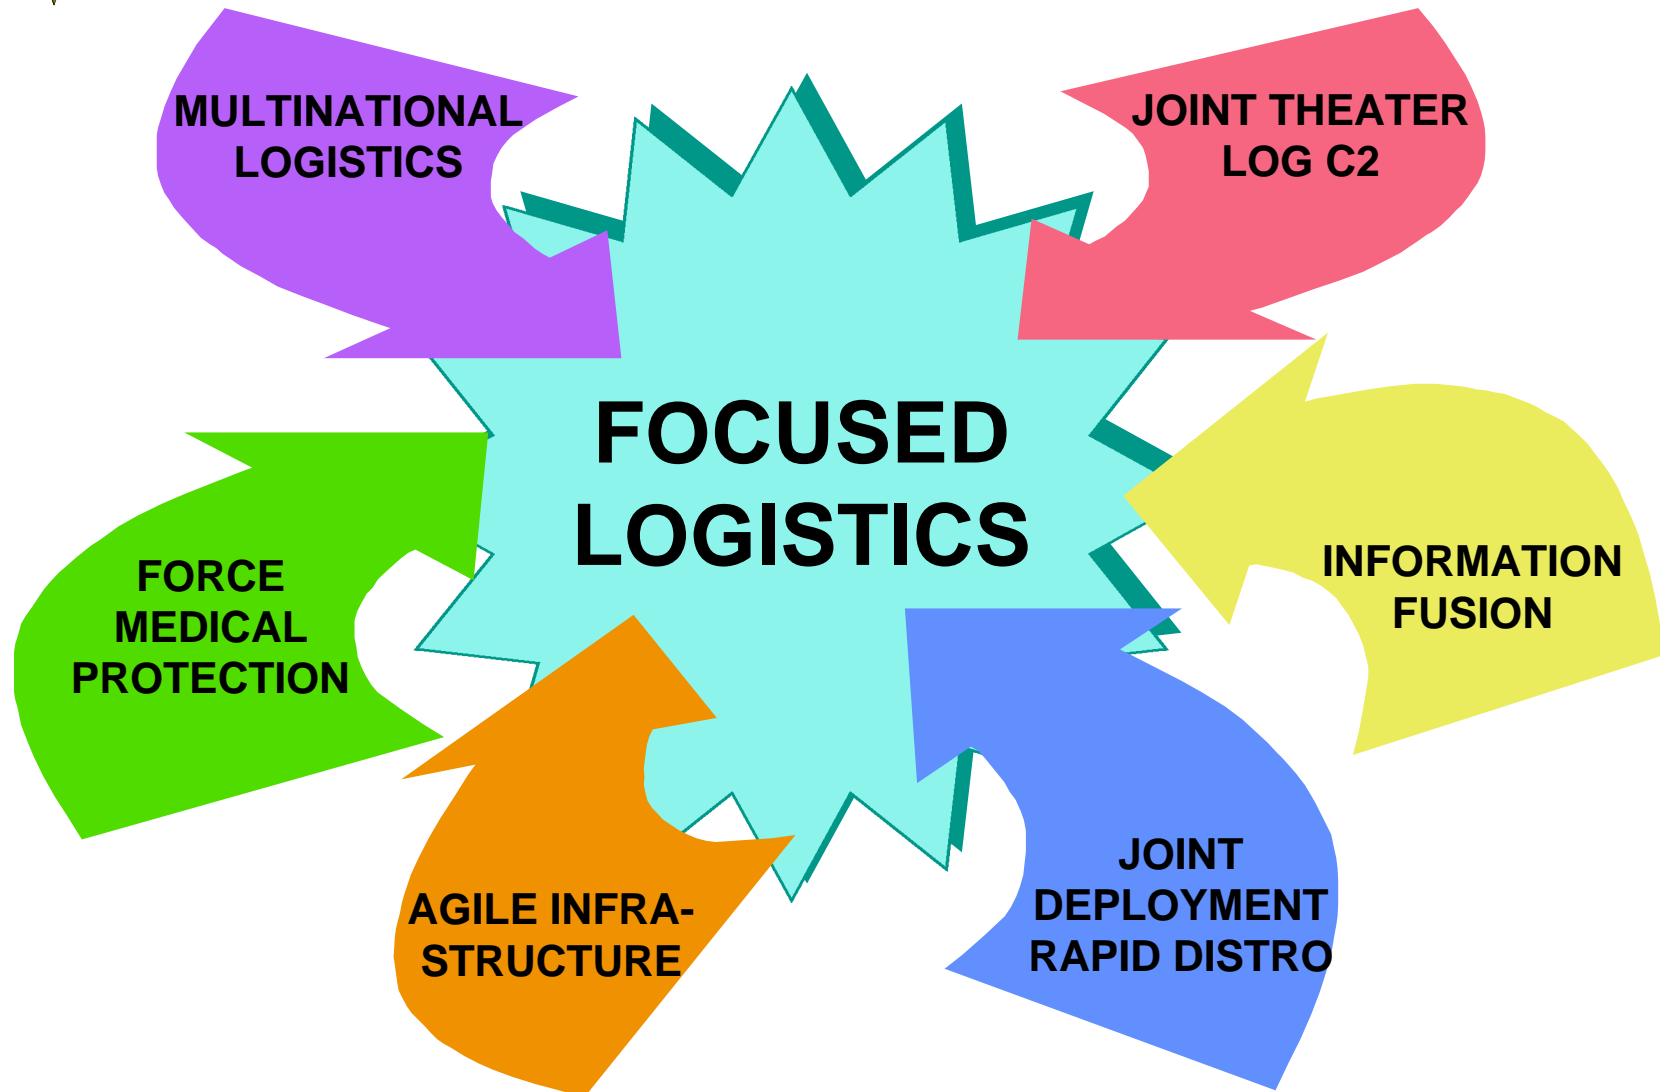 MULTINATIONAL
LOGISTICS
JOINT THEATER
LOG C2
FOCUSED
LOGISTICS
INFORMATION
FUSION
FORCE
MEDICAL
PROTECTION
JOINT
DEPLOYMENT
RAPID DISTRO
AGILE INFRA-
STRUCTURE